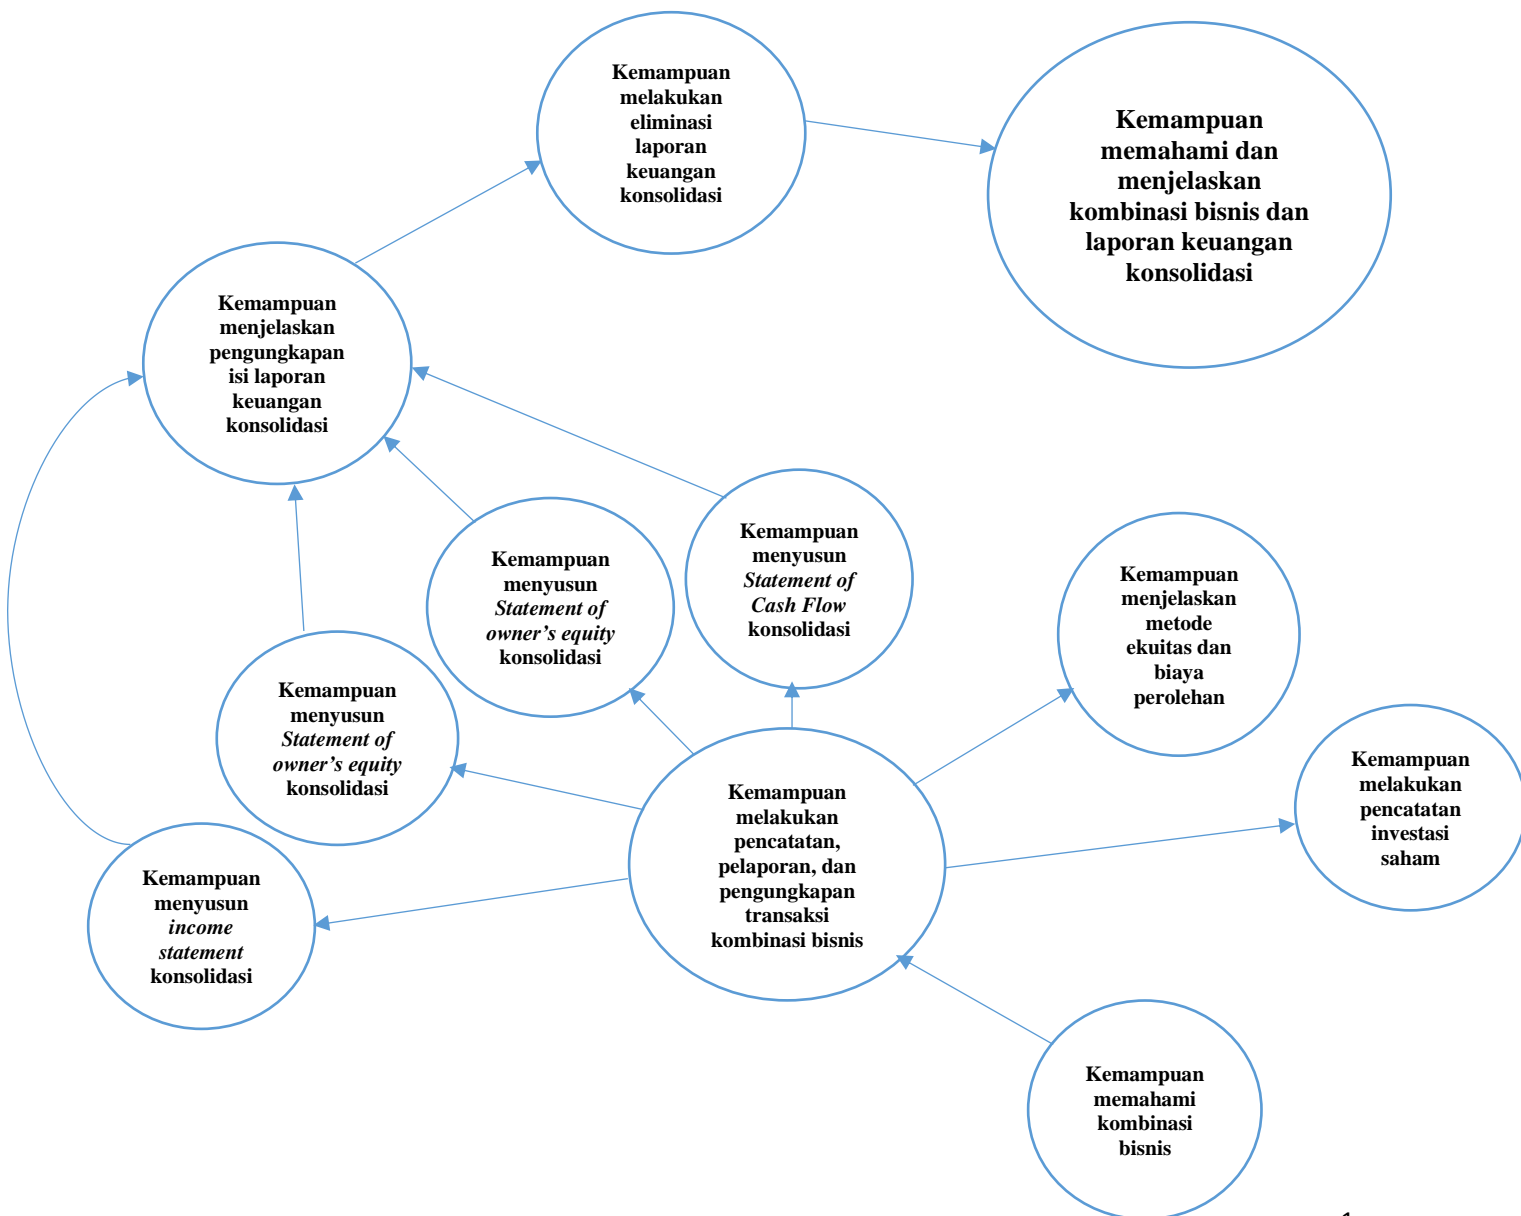 Kemampuan
melakukan
eliminasi
laporan
keuangan
konsolidasi
Kemampuan
memahami dan
menjelaskan
kombinasi bisnis dan
laporan keuangan
konsolidasi
Kemampuan
menjelaskan
pengungkapan
isi laporan
keuangan
konsolidasi
Kemampuan
menyusun
Statement of
Cash Flow
konsolidasi
Kemampuan
menyusun
Statement of
owner’s equity
konsolidasi
Kemampuan
menjelaskan
metode
ekuitas dan
biaya
perolehan
Kemampuan
menyusun
Statement of
owner’s equity
konsolidasi
Kemampuan
melakukan
pencatatan
investasi
saham
Kemampuan
melakukan
pencatatan,
pelaporan, dan
pengungkapan
transaksi
kombinasi bisnis
Kemampuan
menyusun
income
statement
konsolidasi
Kemampuan
memahami
kombinasi
bisnis